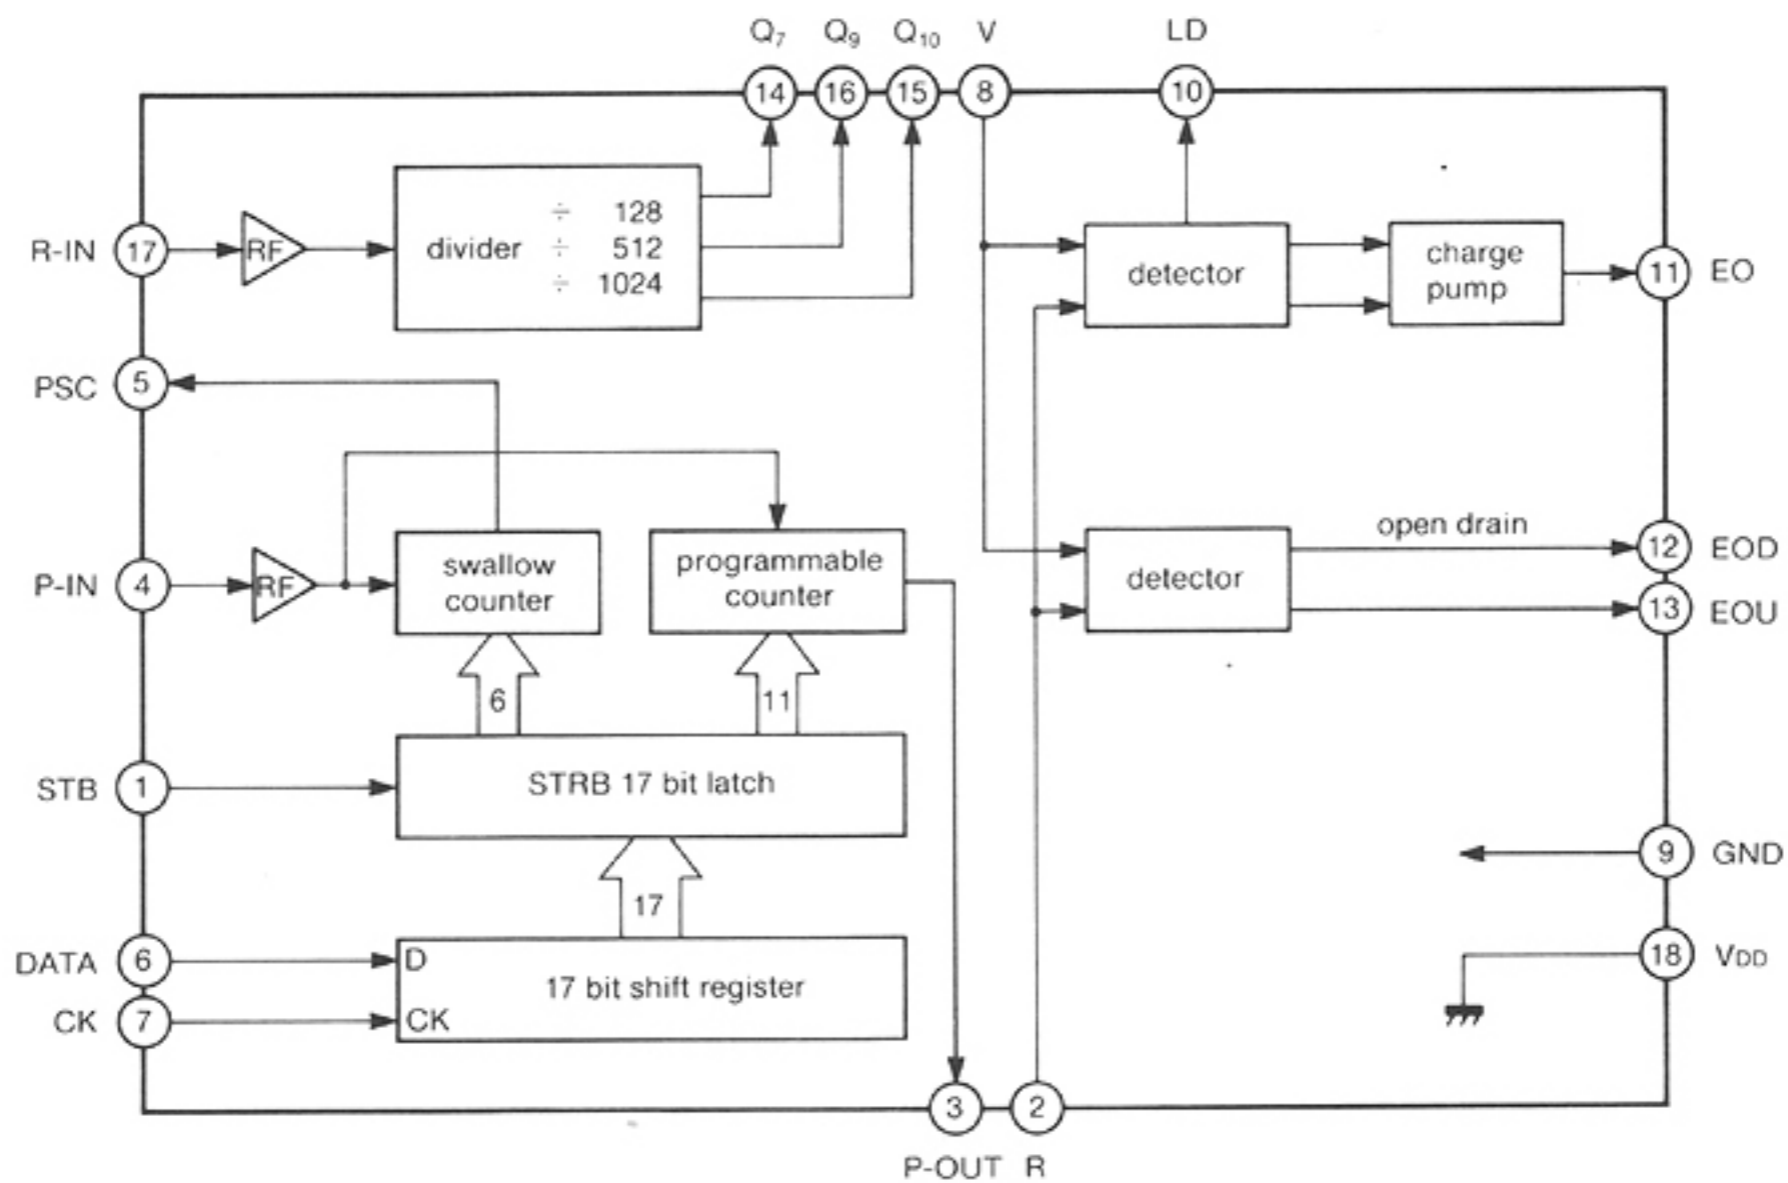 Q7 Q9 Q10 V LD
14 16 15 8 10
÷ 128
R-IN 17 RF divider ÷ 512
÷ 1024
detector
charge
pump
11 EO
PSC 5
P-IN 4 RF
swallow
counter
programmable
counter
detector
open drain
12 EOD
13 EOU
6 11
STB 1 STRB 17 bit latch
9 GND
17
DATA 6 D
17 bit shift register
CK 7 CK
18 VDD
3 2
P-OUT R